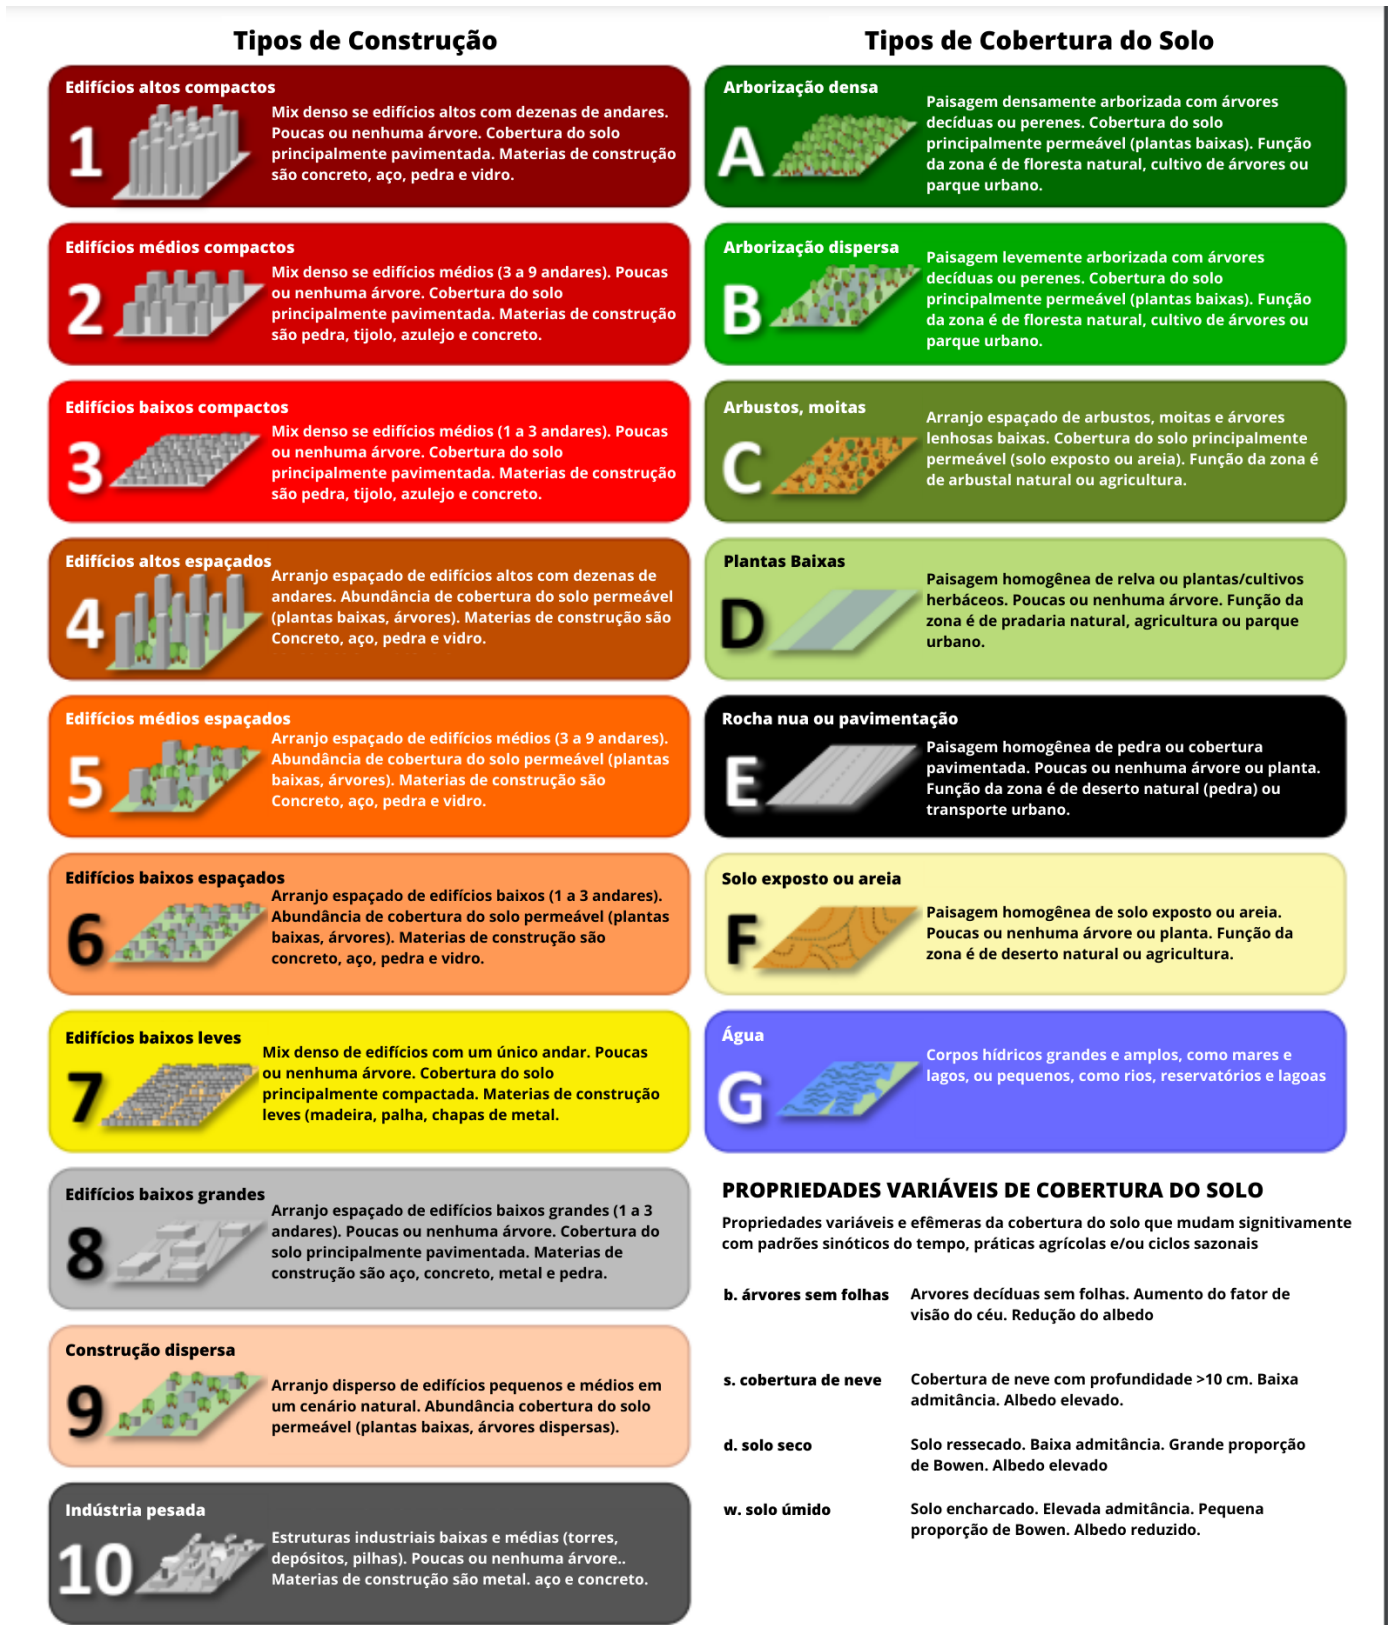 Tipos de Construção
Edifícios altos compactos
1
Mix denso se edifícios altos com dezenas de andares.
Poucas ou nenhuma árvore. Cobertura do solo
principalmente pavimentada. Materias de construção
são concreto, aço, pedra e vidro.
Edifícios médios compactos
2
Mix denso se edifícios médios (3 a 9 andares). Poucas
ou nenhuma árvore. Cobertura do solo
principalmente pavimentada. Materias de construção
são pedra, tijolo, azulejo e concreto.
Edifícios baixos compactos
3
Mix denso se edifícios médios (1 a 3 andares). Poucas
ou nenhuma árvore. Cobertura do solo
principalmente pavimentada. Materias de construção
são pedra, tijolo, azulejo e concreto.
Edifícios altos espaçados
4
Arranjo espaçado de edifícios altos com dezenas de
andares. Abundância de cobertura do solo permeável
(plantas baixas, árvores). Materias de construção são
Concreto, aço, pedra e vidro.
Edifícios médios espaçados
5
Arranjo espaçado de edifícios médios (3 a 9 andares).
Abundância de cobertura do solo permeável (plantas
baixas, árvores). Materias de construção são
Concreto, aço, pedra e vidro.
Edifícios baixos espaçados
6
Arranjo espaçado de edifícios baixos (1 a 3 andares).
Abundância de cobertura do solo permeável (plantas
baixas, árvores). Materias de construção são
concreto, aço, pedra e vidro.
Edifícios baixos leves
7
Mix denso de edifícios com um único andar. Poucas
ou nenhuma árvore. Cobertura do solo
principalmente compactada. Materias de construção
leves (madeira, palha, chapas de metal.
Edifícios baixos grandes
8
Arranjo espaçado de edifícios baixos grandes (1 a 3
andares). Poucas ou nenhuma árvore. Cobertura do
solo principalmente pavimentada. Materias de
construção são aço, concreto, metal e pedra.
Construção dispersa
9
Arranjo disperso de edifícios pequenos e médios em
um cenário natural. Abundância cobertura do solo
permeável (plantas baixas, árvores dispersas).
Indústria pesada
10
Estruturas industriais baixas e médias (torres,
depósitos, pilhas). Poucas ou nenhuma árvore..
Materias de construção são metal. aço e concreto.
Tipos de Cobertura do Solo
Arborização densa
A
Paisagem densamente arborizada com árvores
decíduas ou perenes. Cobertura do solo
principalmente permeável (plantas baixas). Função
da zona é de floresta natural, cultivo de árvores ou
parque urbano.
Arborização dispersa
B
Paisagem levemente arborizada com árvores
decíduas ou perenes. Cobertura do solo
principalmente permeável (plantas baixas). Função
da zona é de floresta natural, cultivo de árvores ou
parque urbano.
Arbustos, moitas
C
Arranjo espaçado de arbustos, moitas e árvores
lenhosas baixas. Cobertura do solo principalmente
permeável (solo exposto ou areia). Função da zona é
de arbustal natural ou agricultura.
Plantas Baixas
D
Paisagem homogênea de relva ou plantas/cultivos
herbáceos. Poucas ou nenhuma árvore. Função da
zona é de pradaria natural, agricultura ou parque
urbano.
Rocha nua ou pavimentação
E
Paisagem homogênea de pedra ou cobertura
pavimentada. Poucas ou nenhuma árvore ou planta.
Função da zona é de deserto natural (pedra) ou
transporte urbano.
Solo exposto ou areia
F
Paisagem homogênea de solo exposto ou areia.
Poucas ou nenhuma árvore ou planta. Função da
zona é de deserto natural ou agricultura.
Água
G
Corpos hídricos grandes e amplos, como mares e
lagos, ou pequenos, como rios, reservatórios e lagoas
PROPRIEDADES VARIÁVEIS DE COBERTURA DO SOLO
Propriedades variáveis e efêmeras da cobertura do solo que mudam signitivamente
com padrões sinóticos do tempo, práticas agrícolas e/ou ciclos sazonais
b. árvores sem folhas
Arvores decíduas sem folhas. Aumento do fator de
visão do céu. Redução do albedo
s. cobertura de neve
Cobertura de neve com profundidade >10 cm. Baixa
admitância. Albedo elevado.
d. solo seco
Solo ressecado. Baixa admitância. Grande proporção
de Bowen. Albedo elevado
w. solo úmido
Solo encharcado. Elevada admitância. Pequena
proporção de Bowen. Albedo reduzido.